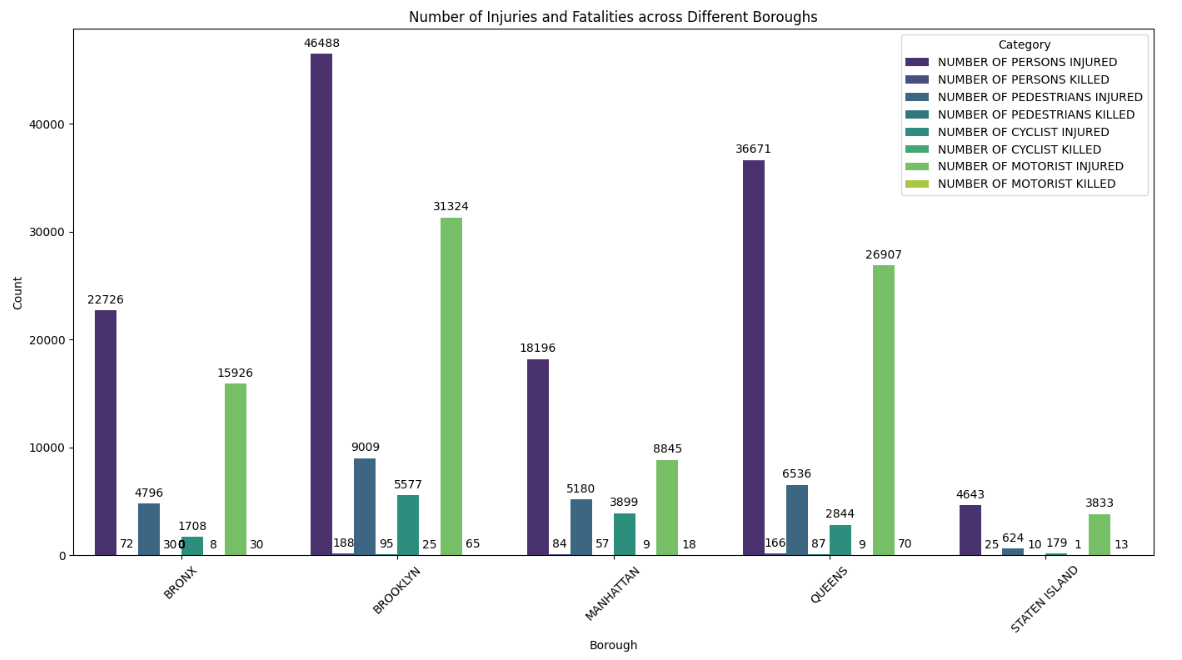 Number of Injuries and Fatalities across Different Boroughs
Category
NUMBER OF PERSONS INJURED
NUMBER OF PERSONS KILLED
NUMBER OF PEDESTRIANS INJURED
NUMBER OF PEDESTRIANS KILLED
NUMBER OF CYCLIST INJURED
NUMBER OF CYCLIST KILLED
NUMBER OF MOTORIST INJURED
NUMBER OF MOTORIST KILLED
Count
40000
30000
20000
10000
0
22726
72
4796
30
1708
8
15926
30
46488
188
9009
95
5577
25
31324
65
18196
84
5180
57
3899
9
8845
18
36671
166
6536
87
2844
9
26907
70
4643
25
624
10
179
1
3833
13
BRONX
BROOKLYN
MANHATTAN
QUEENS
STATEN ISLAND
Borough